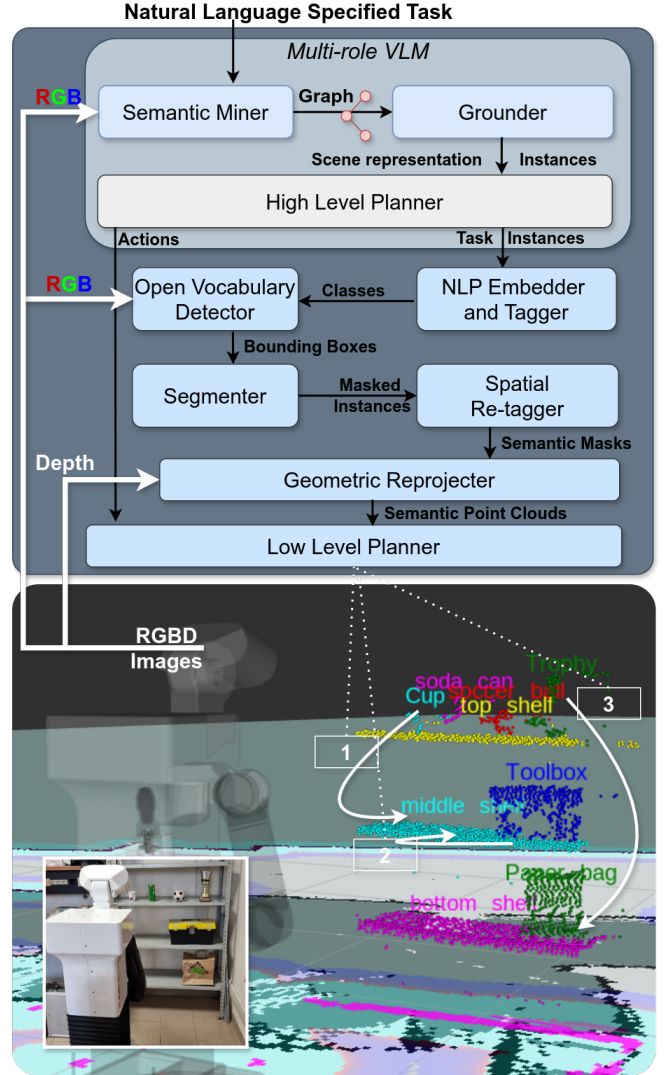 Natural Language Specified Task
Multi-role VLM
RGB
Semantic Miner
Graph
Grounder
Scene representation
Instances
High Level Planner
Actions
Task
Instances
RGB
Open Vocabulary
Detector
Classes
NLP Embedder
and Tagger
Bounding Boxes
Segmenter
Masked
Instances
Spatial
Re-tagger
Semantic Masks
Depth
Geometric Reprojecter
Semantic Point Clouds
Low Level Planner
RGBD
Images
Trophy
soda can
Cup
soccer ball
top shelf
3
1
Toolbox
middle shelf
2
Paper bag
bottom shelf